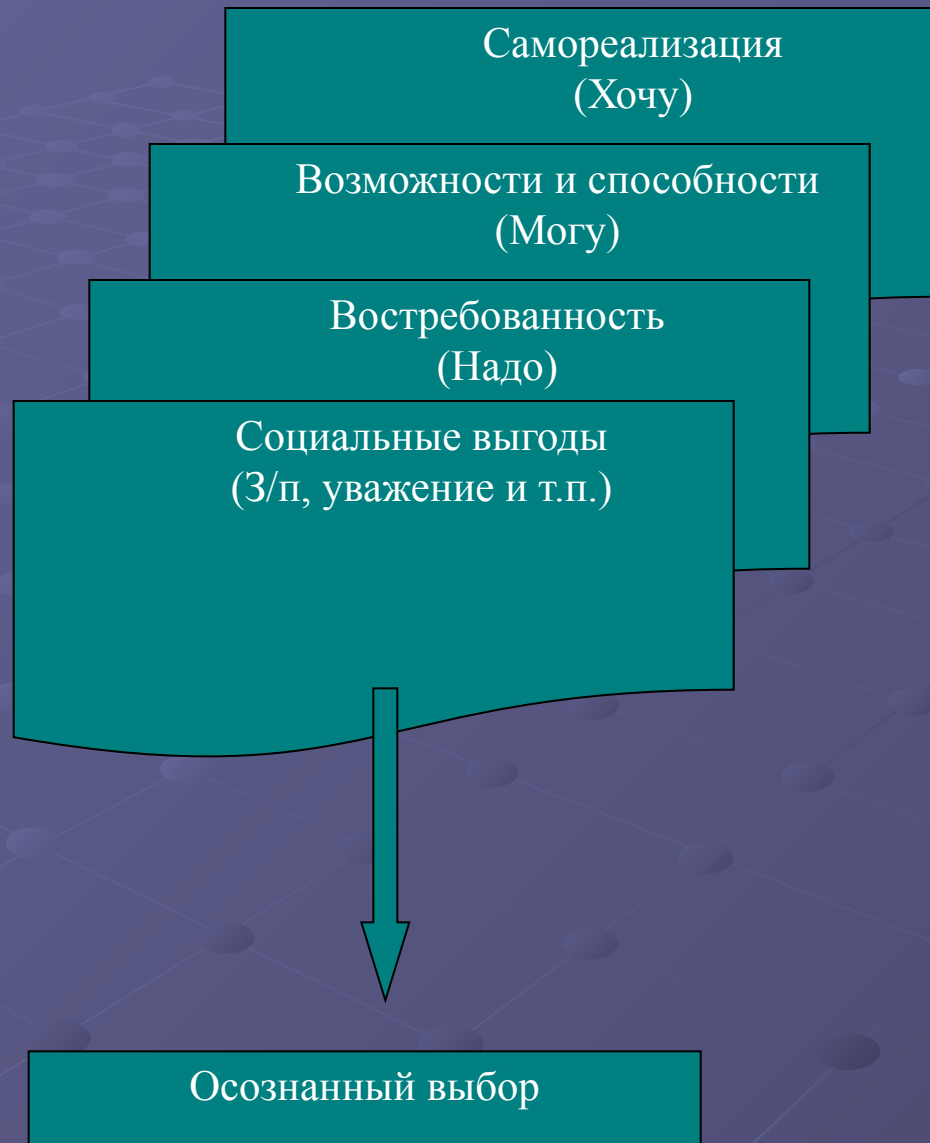 Самореализация
(Хочу)
Возможности и способности
(Могу)
Востребованность
(Надо)
Социальные выгоды
(З/п, уважение и т.п.)
Осознанный выбор